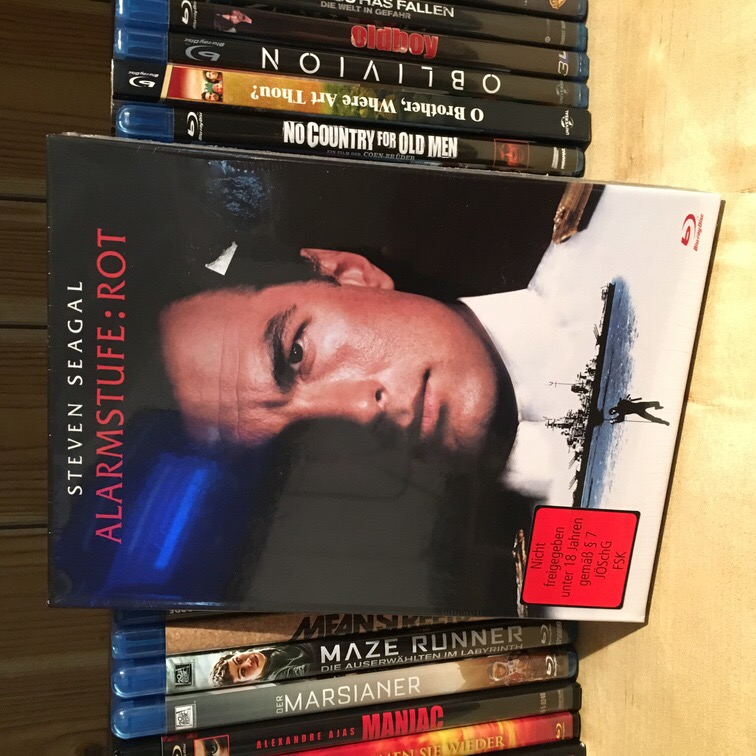 HAS FALLEN
DIE WELT IN GEFAHR
oldboy
OBLIVION
O Brother, Where Art Thou?
NO COUNTRY FOR OLD MEN
EIN FILM DER COEN-BRÜDER
STEVEN SEAGAL
ALARMSTUFE: ROT
Blu-ray Disc
Nicht
freigegeben
unter 18 Jahren
gemäß § 7
JÖSchG
FSK
MEAN STREETS
MAZE RUNNER
DIE AUSERWÄHLTEN IM LABYRINTH
DER
MARSIANER
ALEXANDRE AJAS
MANIAC
SIE WIEDER